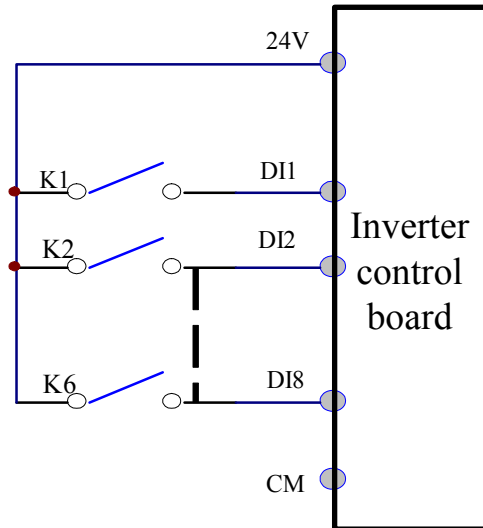 24V
K1
DI1
K2
DI2
Inverter
control
board
K6
DI8
CM